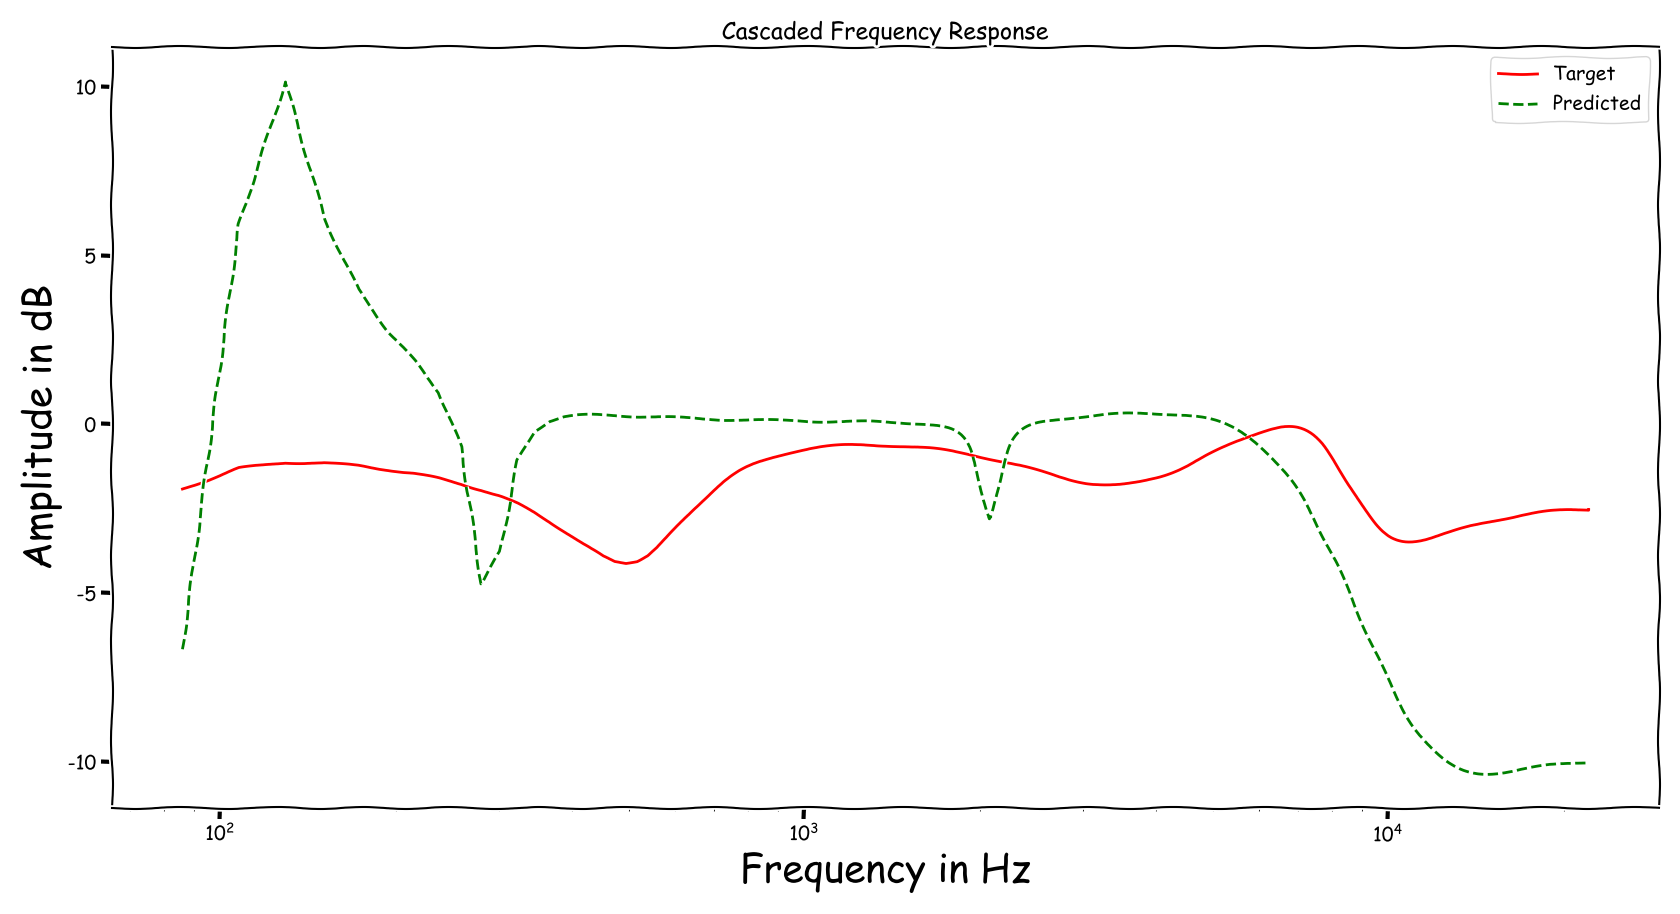 Cascaded Frequency Response
Target
Predicted
10
5
0
-5
-10
Amplitude in dB
10²
10³
10⁴
Frequency in Hz